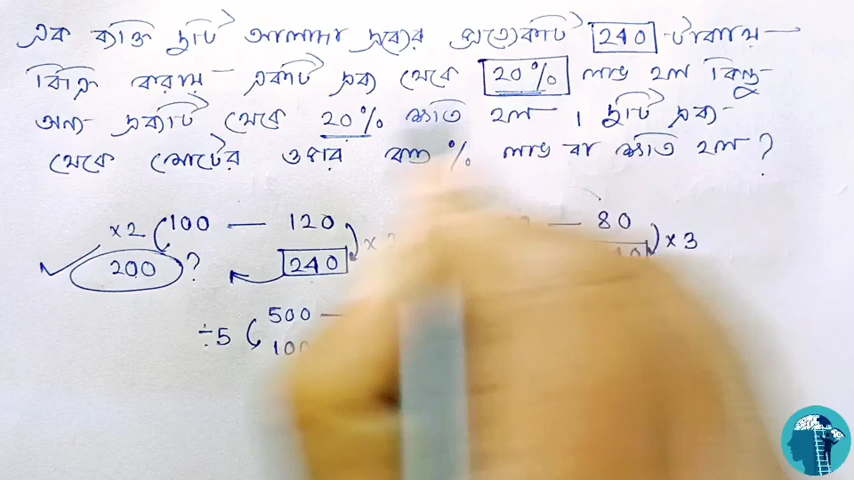 এক ব্যক্তি দুটি আলাদা দ্রব্যের প্রত্যেকটি 240 টাকায়
বিক্রি করায় একটি দ্রব্য থেকে 20% লাভ হল কিন্তু
অন্য দ্রব্যটি থেকে 20% ক্ষতি হল । দুটি দ্রব্য
থেকে মোটের ওপর কত % লাভ বা ক্ষতি হল ?
×2 100 — 120 — 80 ×3
200 ? 240 ×
÷5 500 —
100